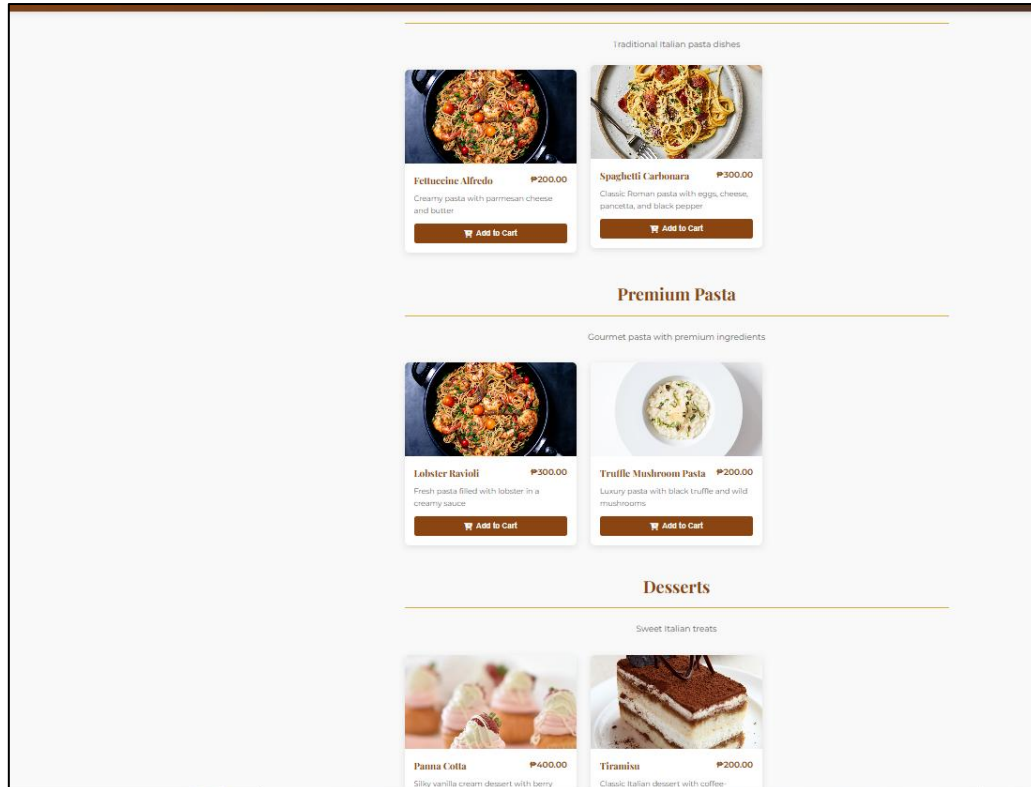 Traditional Italian pasta dishes
Fettuccine Alfredo ₱200.00
Creamy pasta with parmesan cheese
and butter
Add to Cart
Spaghetti Carbonara ₱300.00
Classic Roman pasta with eggs, cheese,
pancetta, and black pepper
Add to Cart
Premium Pasta
Gourmet pasta with premium ingredients
Lobster Ravioli ₱300.00
Fresh pasta filled with lobster in a
creamy sauce
Add to Cart
Truffle Mushroom Pasta ₱200.00
Luxury pasta with black truffle and wild
mushrooms
Add to Cart
Desserts
Sweet Italian treats
Panna Cotta ₱400.00
Silky vanilla cream dessert with berry
Tiramisu ₱200.00
Classic Italian dessert with coffee-